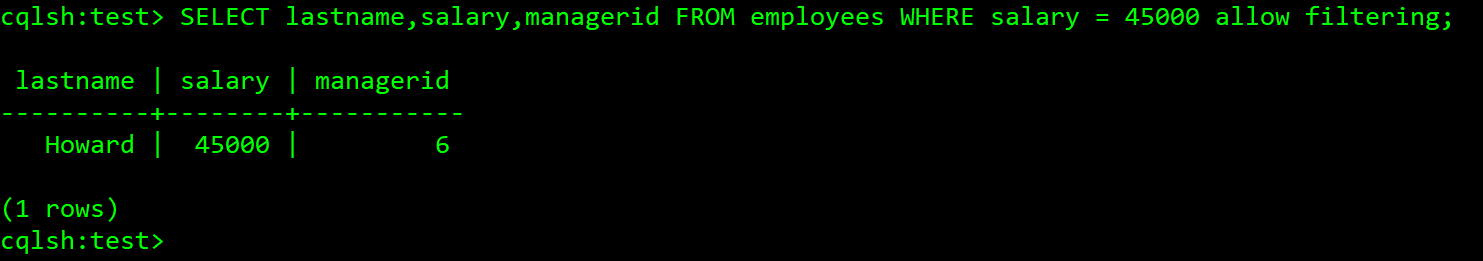 cqlsh:test> SELECT lastname,salary,managerid FROM employees WHERE salary = 45000 allow filtering;
 lastname | salary | managerid
----------+--------+-----------
   Howard |  45000 |         6
(1 rows)
cqlsh:test>